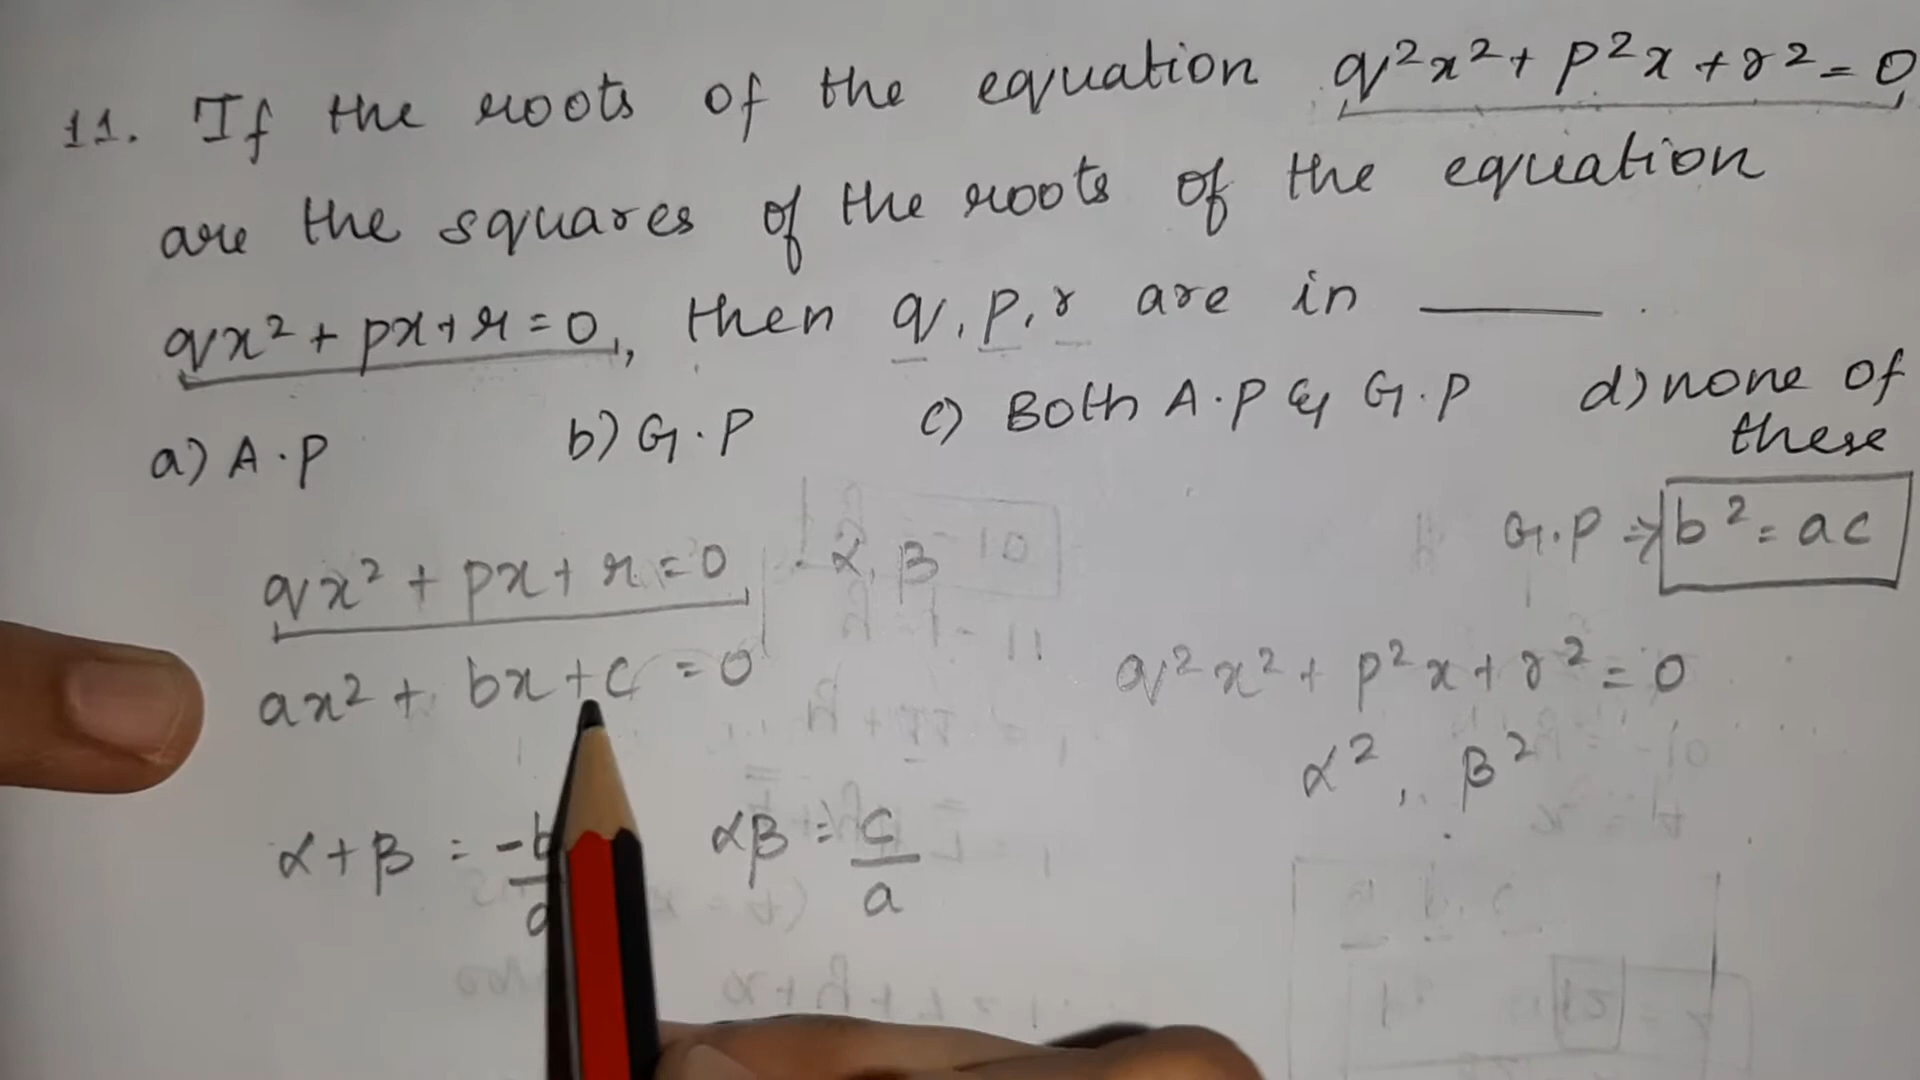 11. If the roots of the equation q²x² + p²x + r² = 0
are the squares of the roots of the equation
qx² + px + r = 0, then q, p, r are in ______ .
a) A.P b) G.P c) Both A.P & G.P d) none of these
G.P ⇒ b² = ac
qx² + px + r = 0 α, β
ax² + bx + c = 0
q²x² + p²x + r² = 0
α², β²
α + β = -b/a αβ = c/a